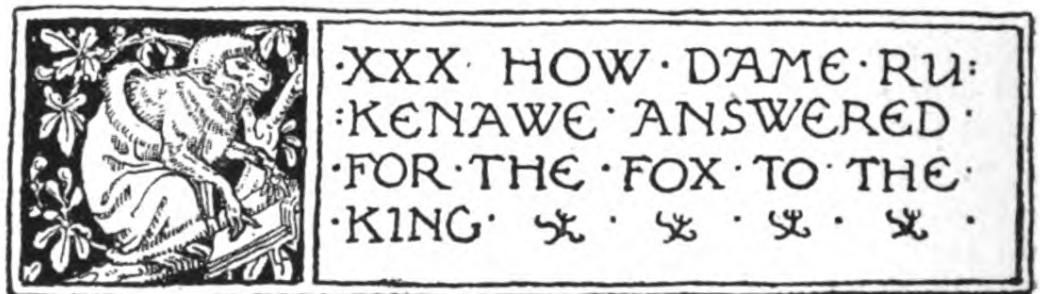 ·XXX· HOW · DAME · RU:
:KENAWE · ANSWERED ·
·FOR · THE · FOX · TO · THE ·
·KING · · · · ·